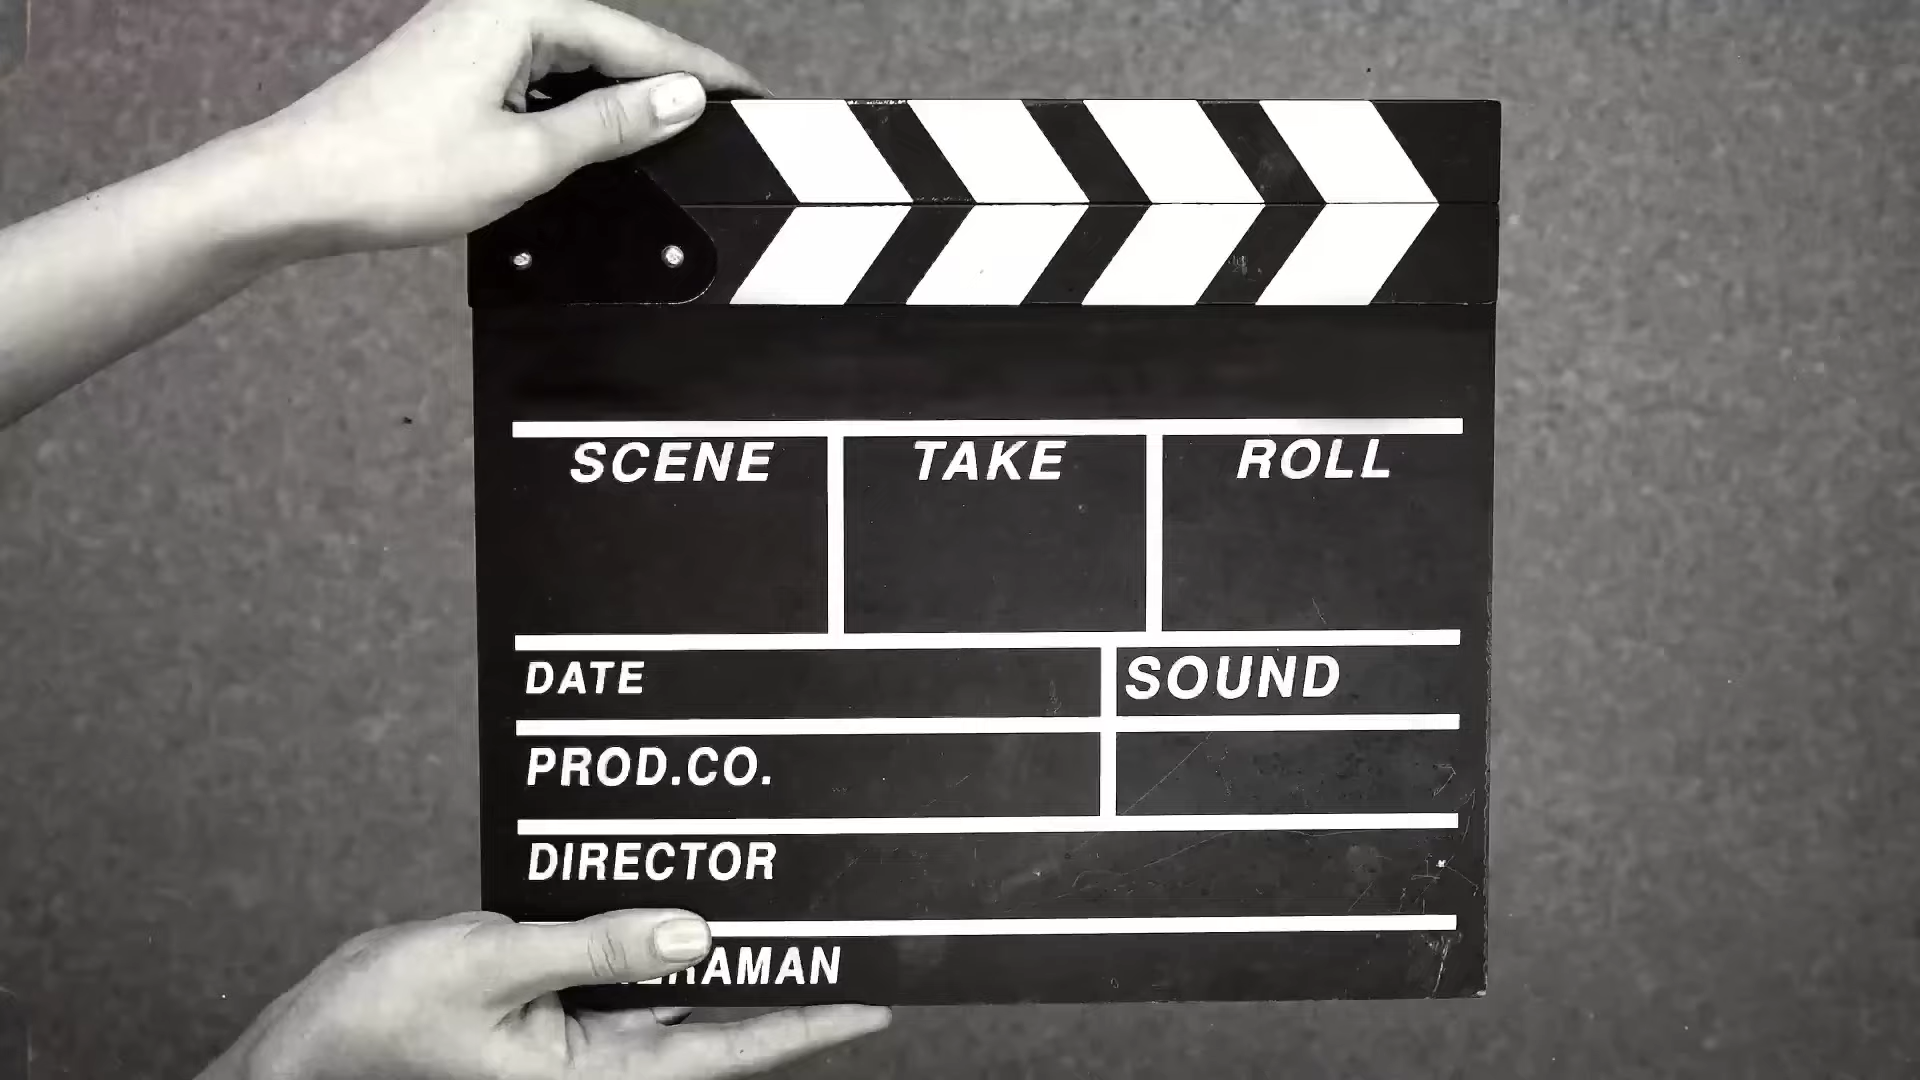 SCENE TAKE ROLL
DATE SOUND
PROD.CO.
DIRECTOR